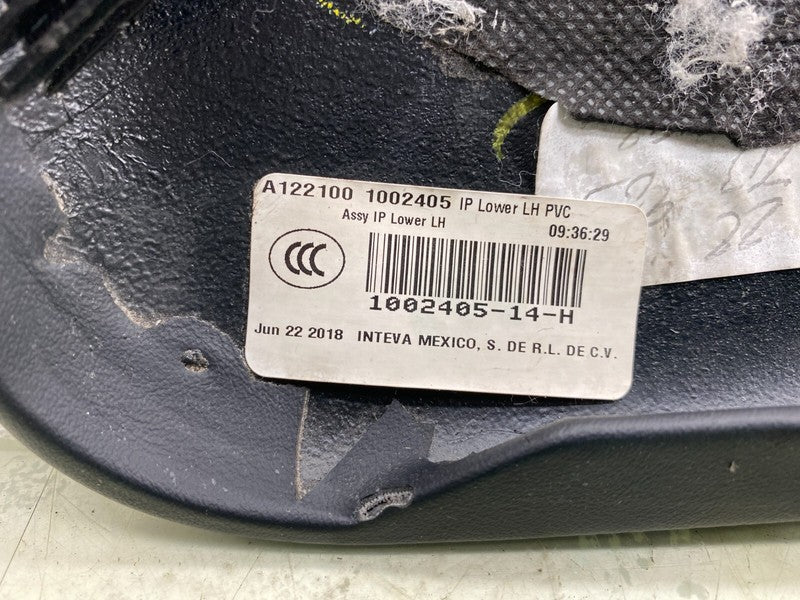 A122100 1002405 IP Lower LH PVC
Assy IP Lower LH 09:36:29
CCC
1002405-14-H
Jun 22 2018 INTEVA MEXICO, S. DE R.L. DE C.V.